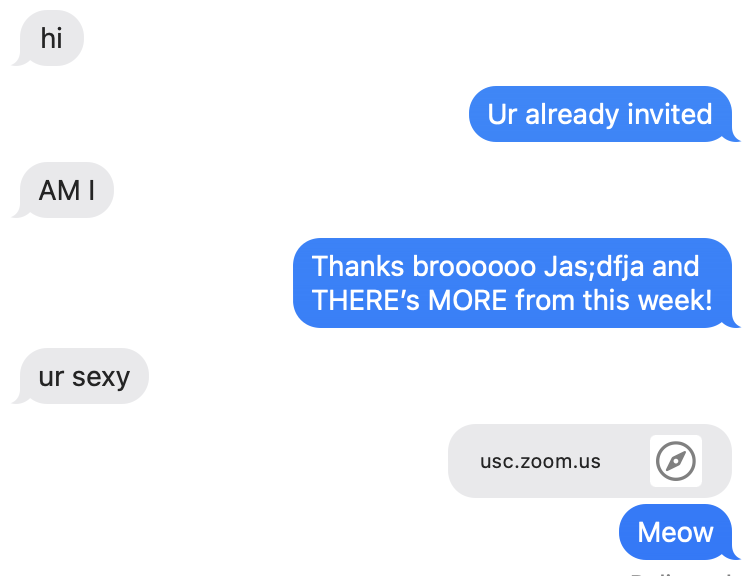 hi
Ur already invited
AM I
Thanks broooooo Jas;dfja and
THERE’s MORE from this week!
ur sexy
usc.zoom.us
Meow